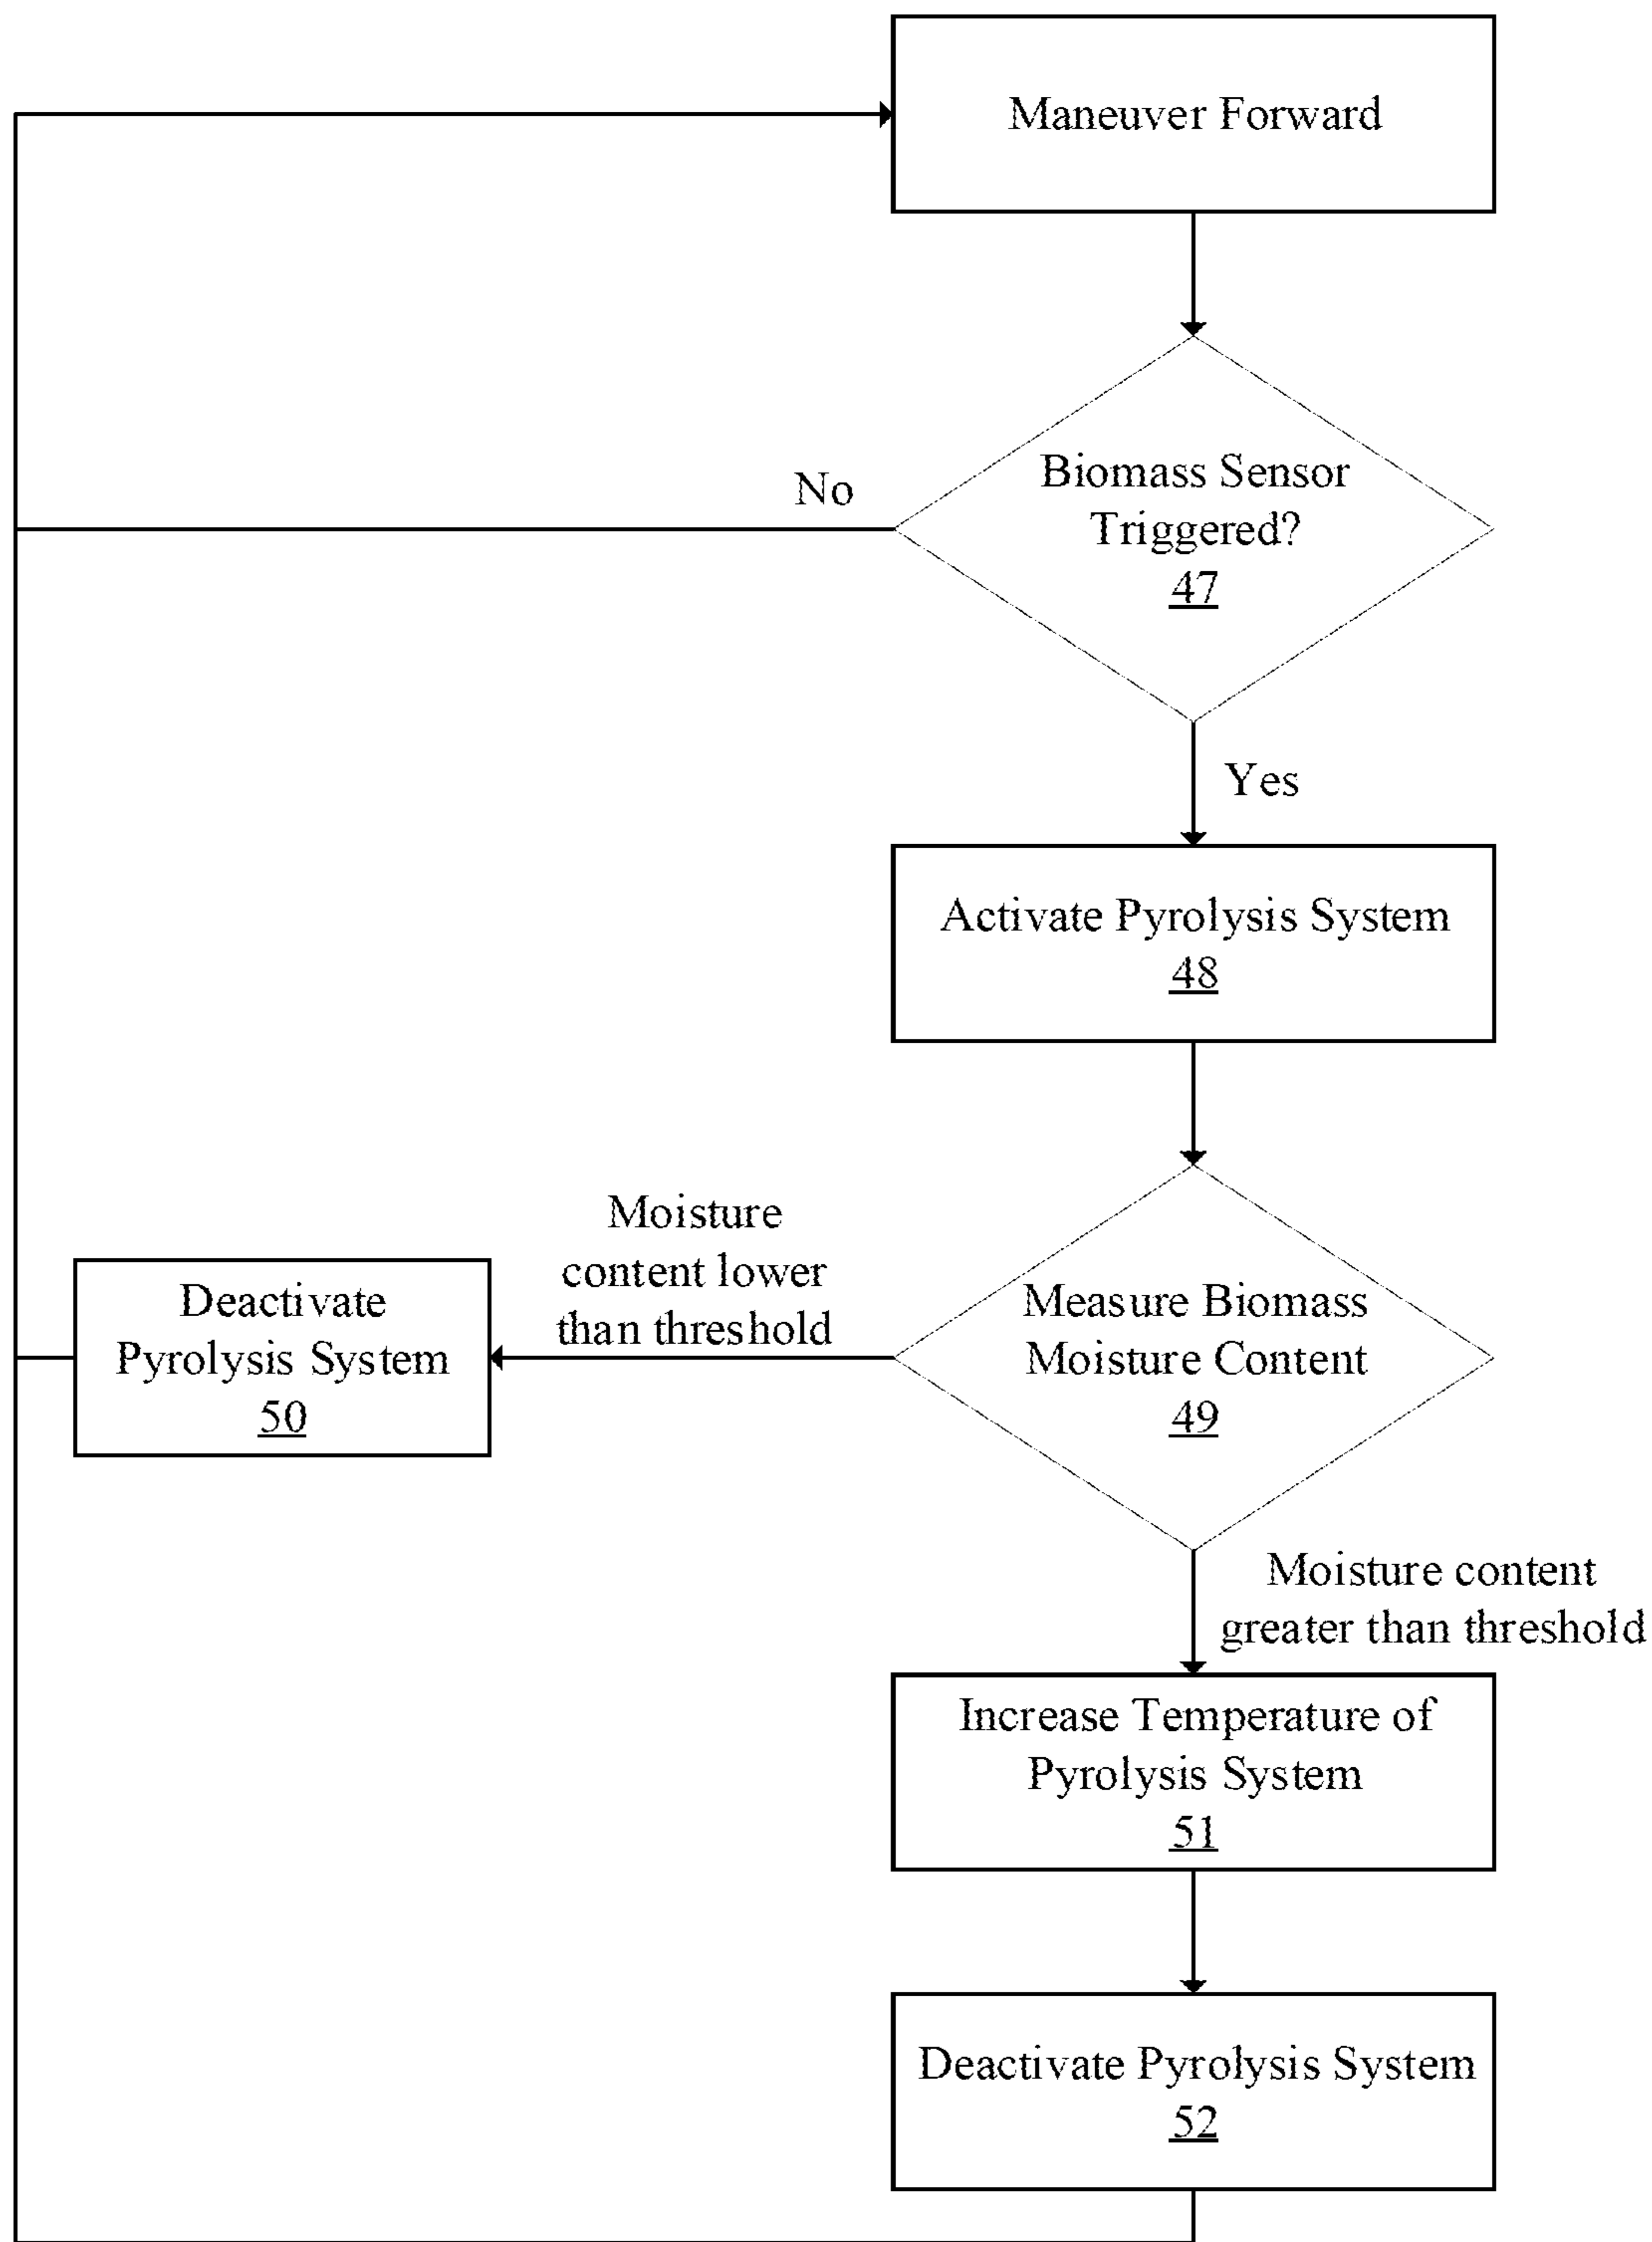 Maneuver Forward
Biomass Sensor
Triggered?
47
No
Yes
Activate Pyrolysis System
48
Measure Biomass
Moisture Content
49
Moisture
content lower
than threshold
Deactivate
Pyrolysis System
50
Moisture content
greater than threshold
Increase Temperature of
Pyrolysis System
51
Deactivate Pyrolysis System
52